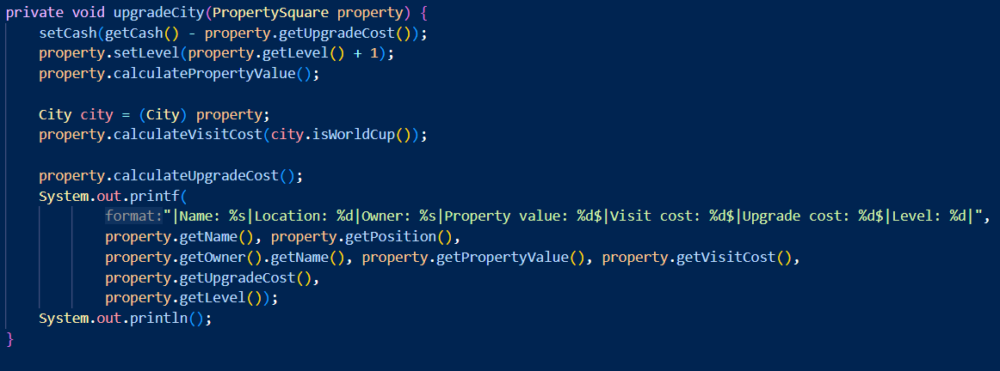 private void upgradeCity(PropertySquare property) {
setCash(getCash() - property.getUpgradeCost());
property.setLevel(property.getLevel() + 1);
property.calculatePropertyValue();
City city = (City) property;
property.calculateVisitCost(city.isWorldCup());
property.calculateUpgradeCost();
System.out.printf(
format:"|Name: %s|Location: %d|Owner: %s|Property value: %d$|Visit cost: %d$|Upgrade cost: %d$|Level: %d|",
property.getName(), property.getPosition(),
property.getOwner().getName(), property.getPropertyValue(), property.getVisitCost(),
property.getUpgradeCost(),
property.getLevel());
System.out.println();
}